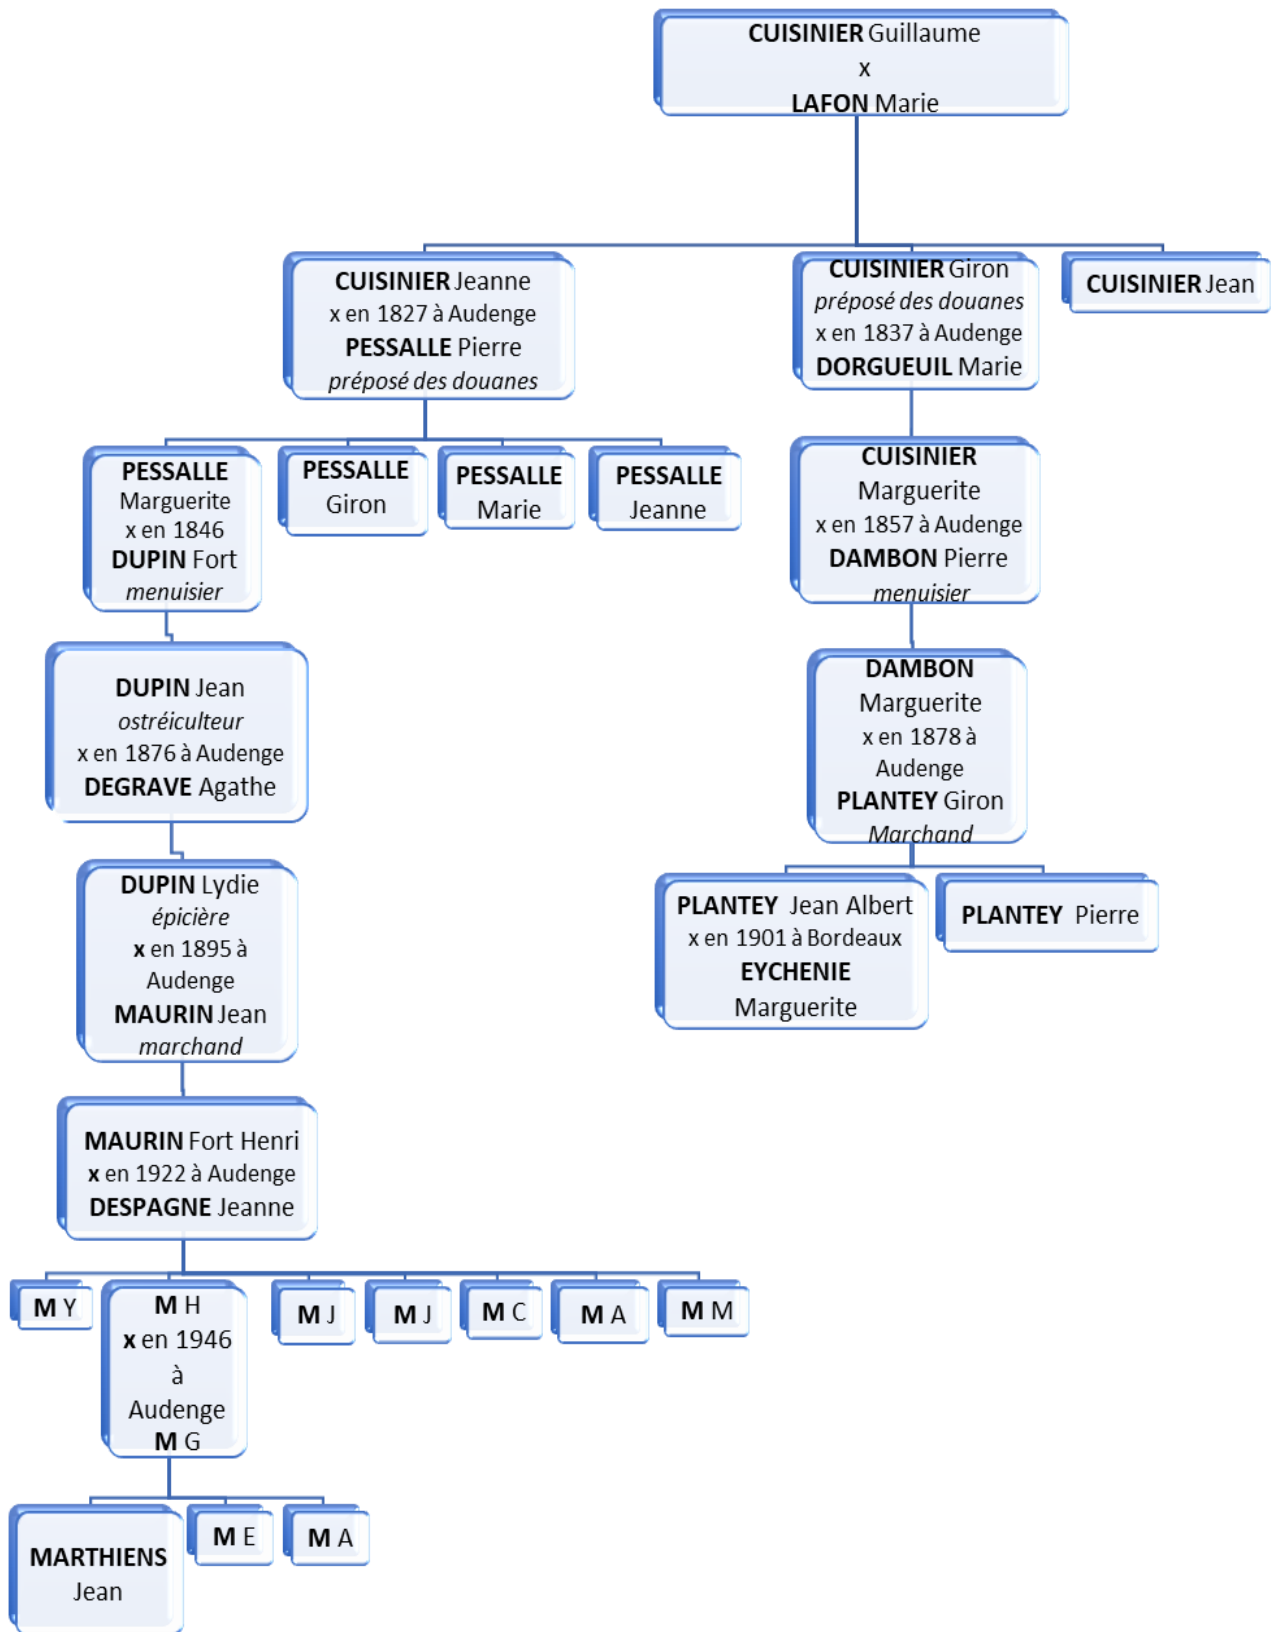 CUISINIER Guillaume
x
LAFON Marie
CUISINIER Jeanne
x en 1827 à Audenge
PESSALLE Pierre
préposé des douanes
CUISINIER Giron
préposé des douanes
x en 1837 à Audenge
DORGUEUIL Marie
CUISINIER Jean
PESSALLE
Marguerite
x en 1846
DUPIN Fort
menuisier
PESSALLE
Giron
PESSALLE
Marie
PESSALLE
Jeanne
CUISINIER
Marguerite
x en 1857 à Audenge
DAMBON Pierre
menuisier
DUPIN Jean
ostréiculteur
x en 1876 à Audenge
DEGRAVE Agathe
DAMBON
Marguerite
x en 1878 à
Audenge
PLANTEY Giron
Marchand
DUPIN Lydie
épicière
x en 1895 à
Audenge
MAURIN Jean
marchand
PLANTEY Jean Albert
x en 1901 à Bordeaux
EYCHENIE
Marguerite
PLANTEY Pierre
MAURIN Fort Henri
x en 1922 à Audenge
DESPAGNE Jeanne
M Y
M H
x en 1946
à
Audenge
M G
M J
M J
M C
M A
M M
MARTHIENS
Jean
M E
M A